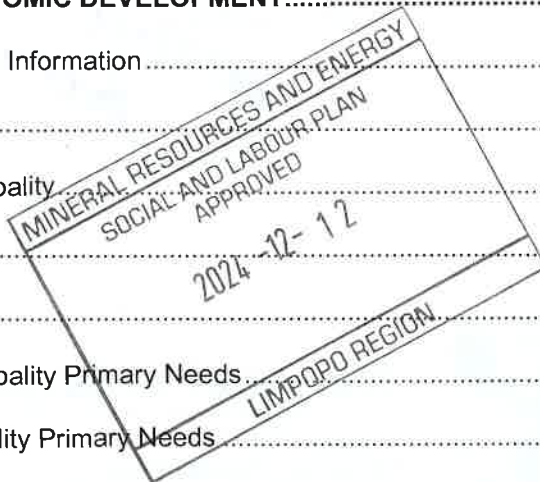 OMIC DEVELOPMENT
Information
pality
pality Primary Needs
lity Primary Needs
MINERAL RESOURCES AND ENERGY
SOCIAL AND LABOUR PLAN
APPROVED
2024 -12- 12
LIMPOPO REGION